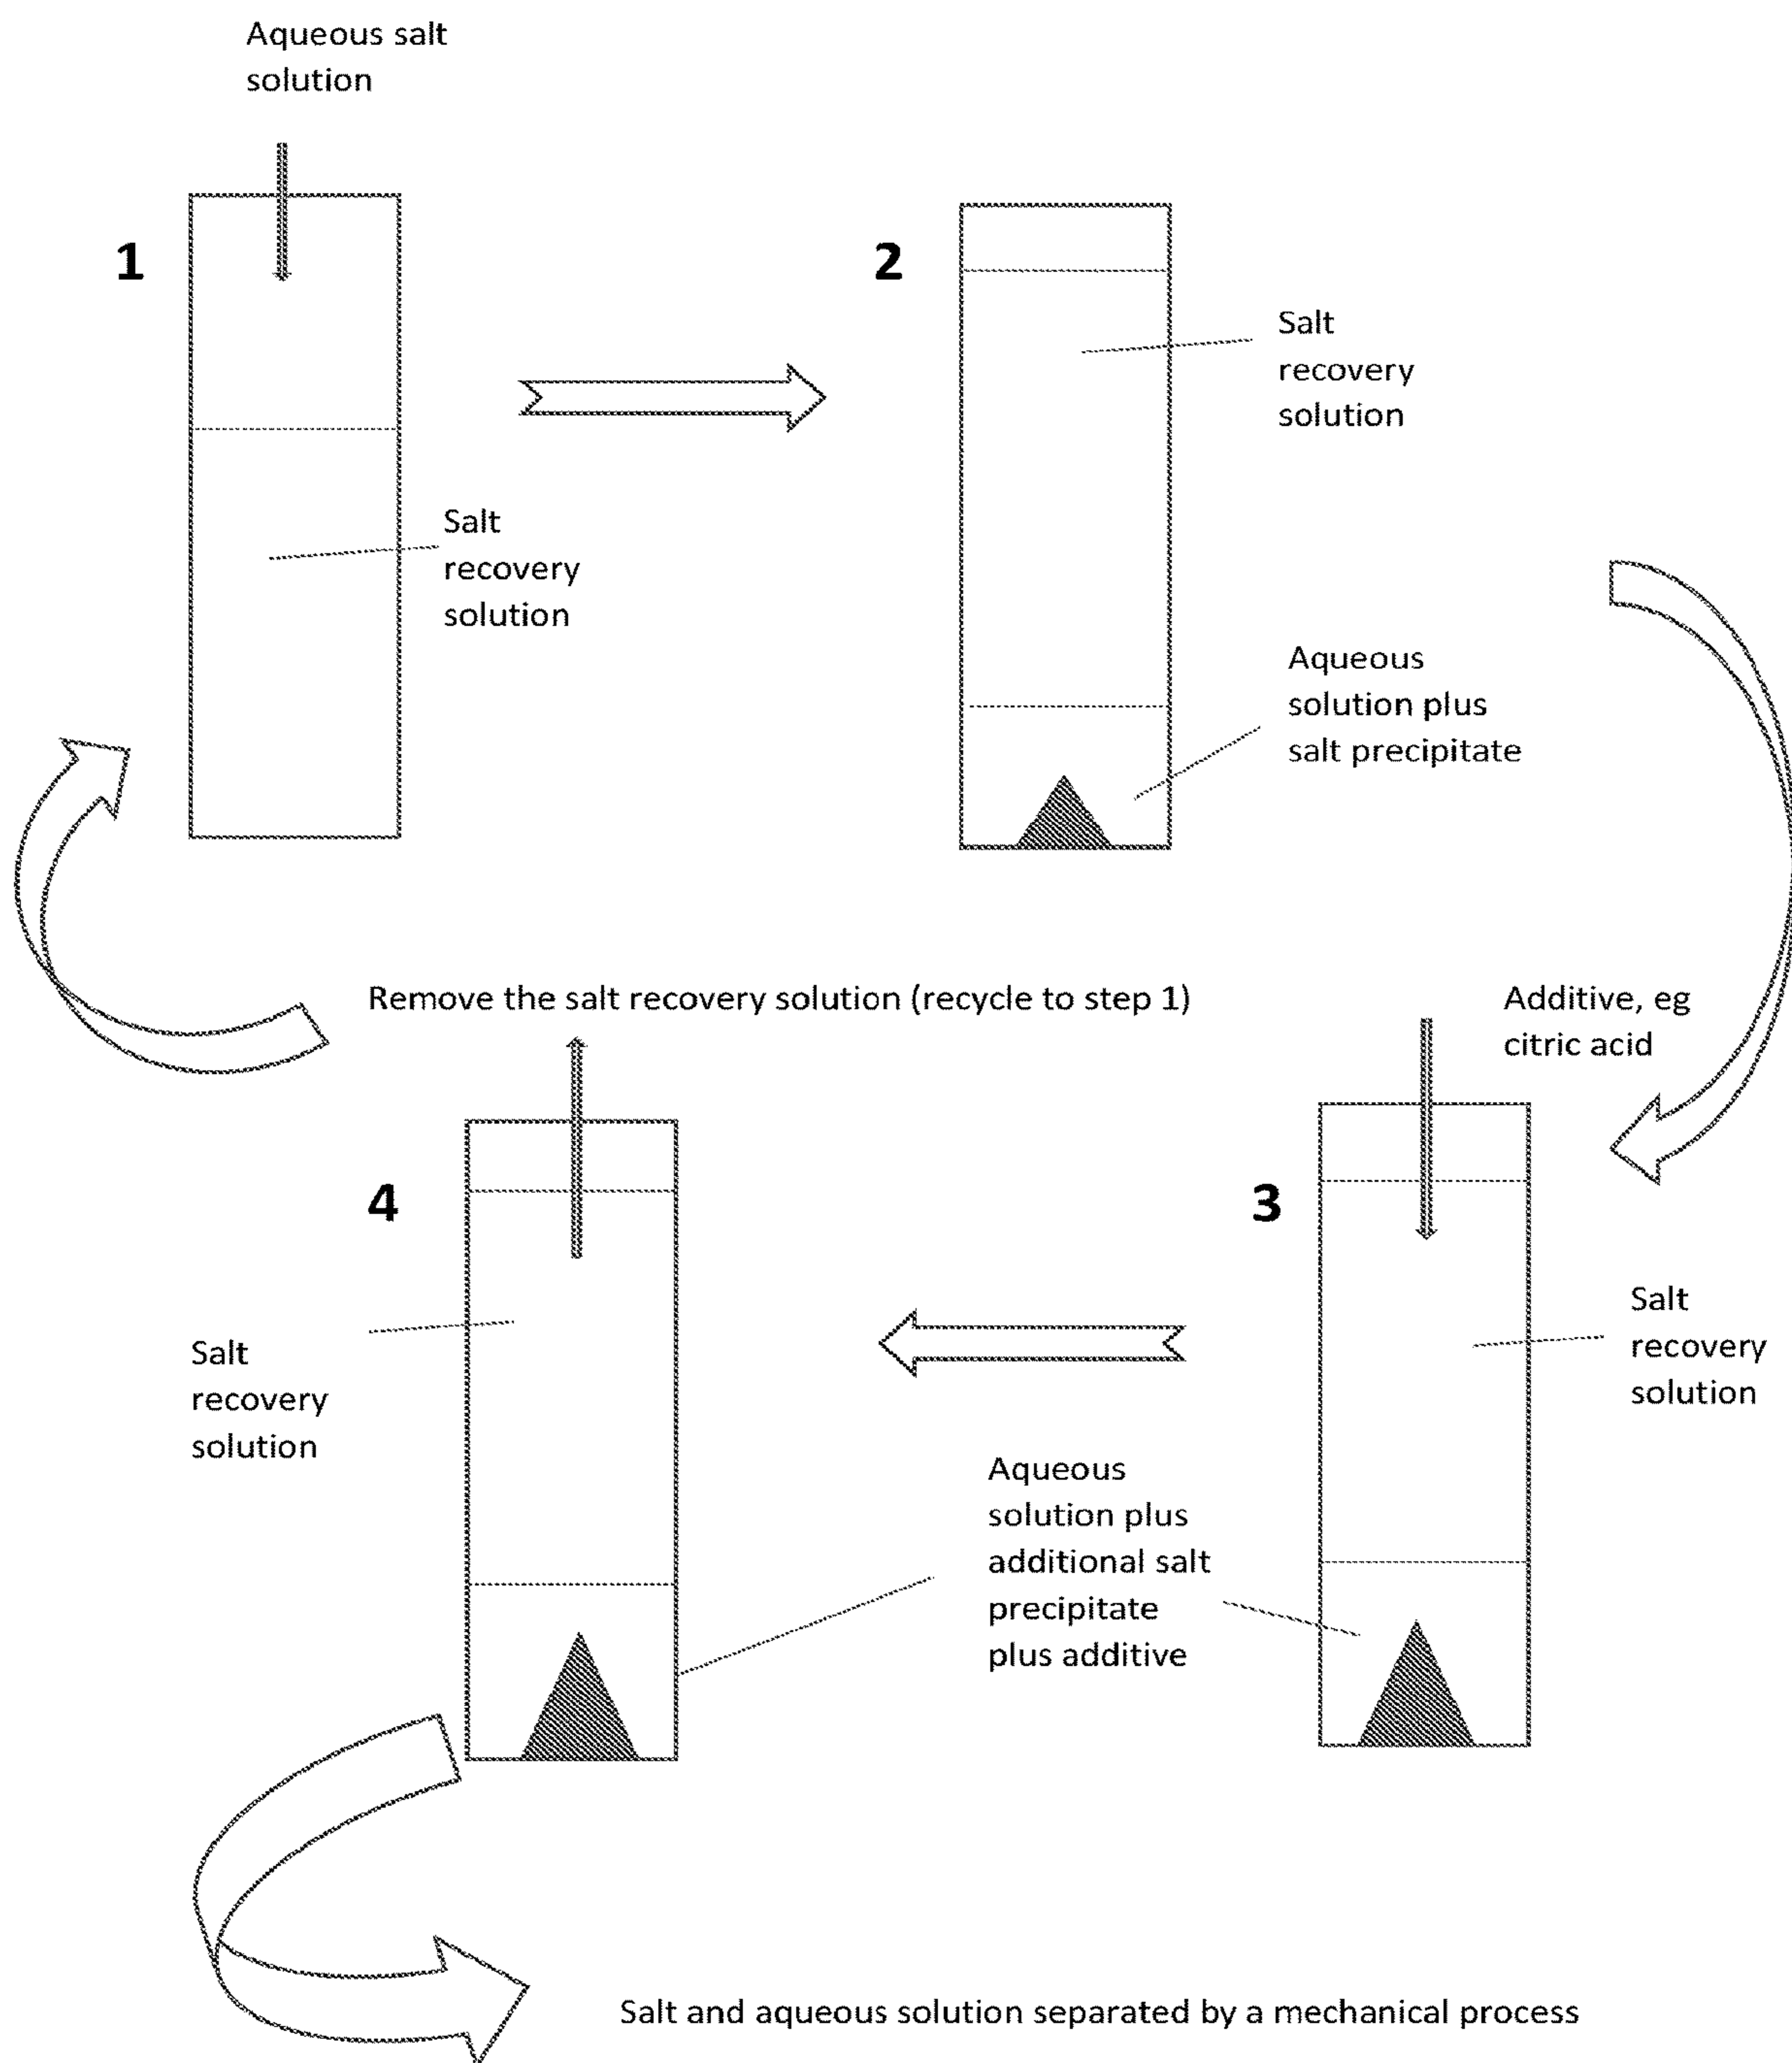 Aqueous salt
solution
1
Salt
recovery
solution
2
Salt
recovery
solution
Aqueous
solution plus
salt precipitate
Remove the salt recovery solution (recycle to step 1)
Additive, eg
citric acid
4
Salt
recovery
solution
3
Salt
recovery
solution
Aqueous
solution plus
additional salt
precipitate
plus additive
Salt and aqueous solution separated by a mechanical process